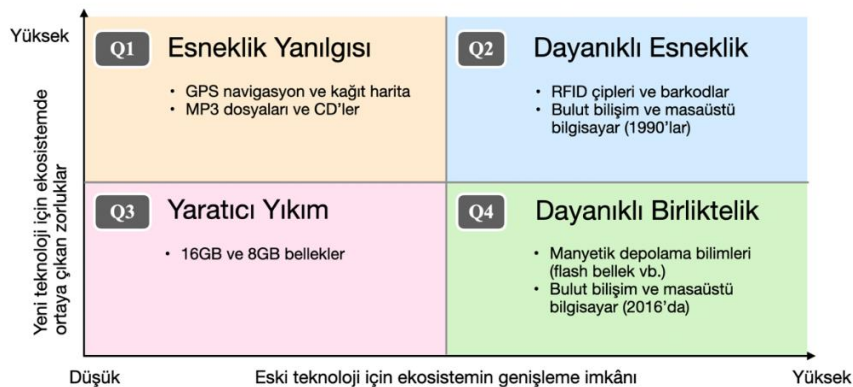 Yüksek
Yeni teknoloji için ekosistemde
ortaya çıkan zorluklar
Q1
Esneklik Yanılgısı
• GPS navigasyon ve kağıt harita
• MP3 dosyaları ve CD’ler
Q2
Dayanıklı Esneklik
• RFID çipleri ve barkodlar
• Bulut bilişim ve masaüstü
bilgisayar (1990’lar)
Q3
Yaratıcı Yıkım
• 16GB ve 8GB bellekler
Q4
Dayanıklı Birliktelik
• Manyetik depolama bilimleri
(flash bellek vb.)
• Bulut bilişim ve masaüstü
bilgisayar (2016’da)
Düşük
Eski teknoloji için ekosistemin genişleme imkânı
Yüksek